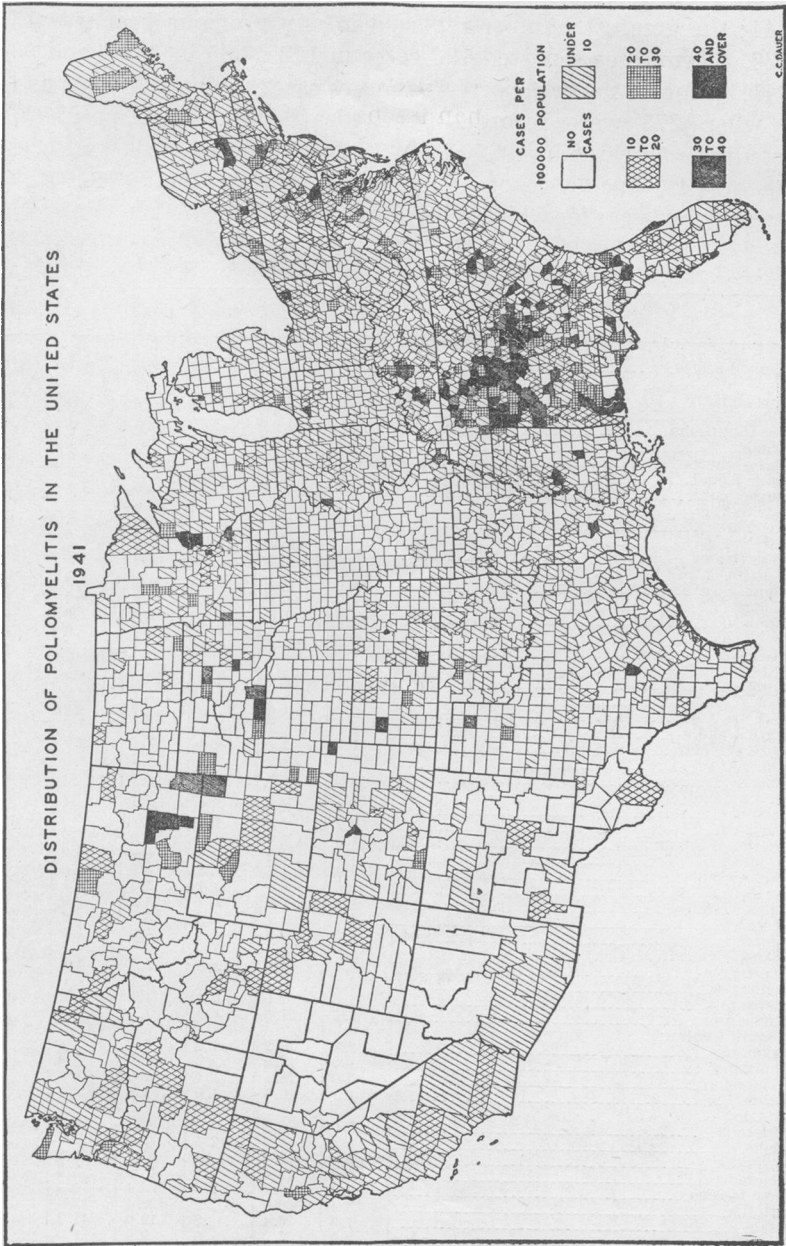 DISTRIBUTION OF POLIOMYELITIS IN THE UNITED STATES
1941
CASES PER
100000 POPULATION
NO
CASES
UNDER
10
10
TO
20
20
TO
30
30
TO
40
40
AND
OVER
C.C.DAUER